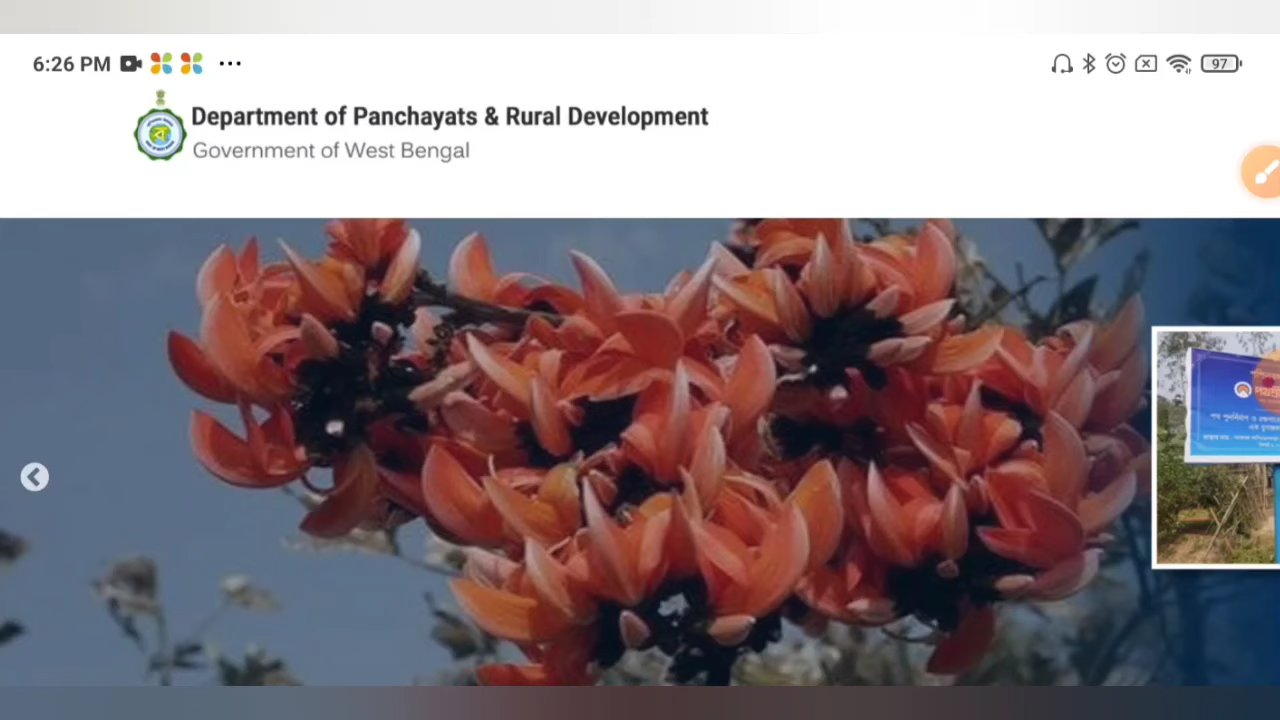 6:26 PM
97
Department of Panchayats & Rural Development
Government of West Bengal